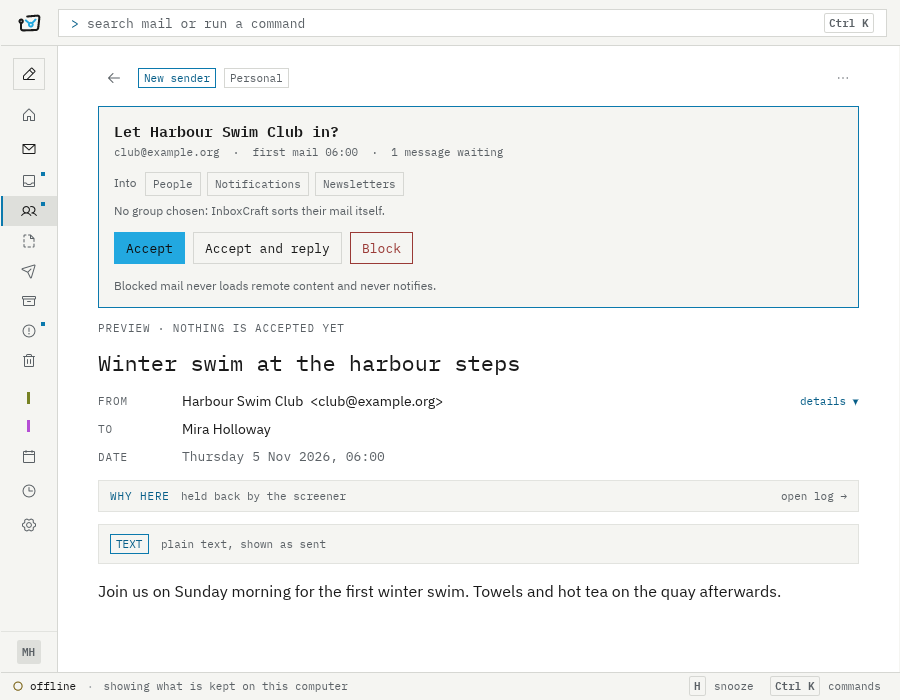 > search mail or run a command Ctrl K
New sender Personal ...
Let Harbour Swim Club in?
club@example.org · first mail 06:00 · 1 message waiting
Into People Notifications Newsletters
No group chosen: InboxCraft sorts their mail itself.
Accept Accept and reply Block
Blocked mail never loads remote content and never notifies.
PREVIEW · NOTHING IS ACCEPTED YET
Winter swim at the harbour steps
FROM Harbour Swim Club <club@example.org> details ▾
TO Mira Holloway
DATE Thursday 5 Nov 2026, 06:00
WHY HERE held back by the screener open log →
TEXT plain text, shown as sent
Join us on Sunday morning for the first winter swim. Towels and hot tea on the quay afterwards.
MH
offline · showing what is kept on this computer H snooze Ctrl K commands